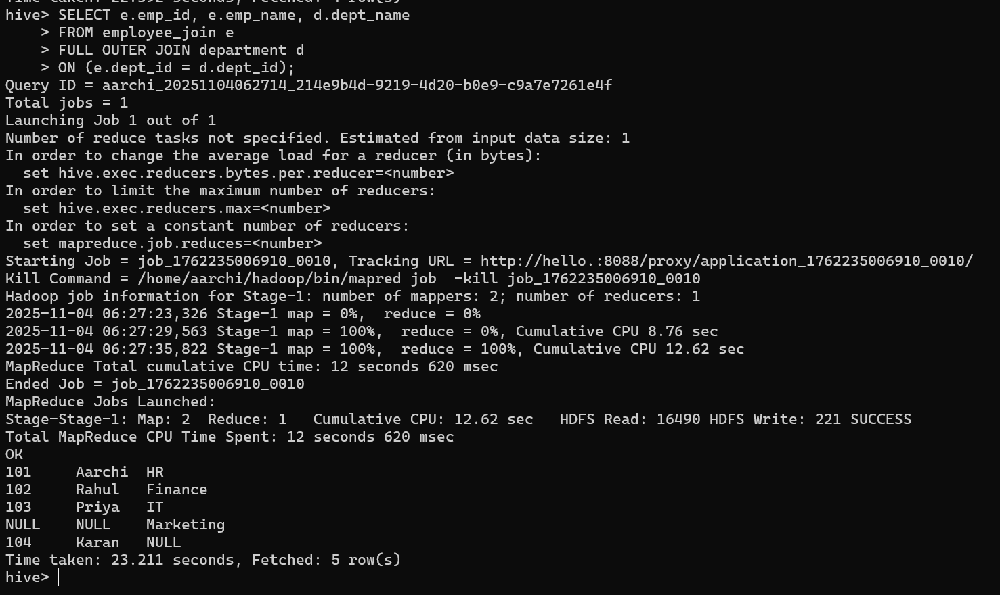 hive> SELECT e.emp_id, e.emp_name, d.dept_name
    > FROM employee_join e
    > FULL OUTER JOIN department d
    > ON (e.dept_id = d.dept_id);
Query ID = aarchi_20251104062714_214e9b4d-9219-4d20-b0e9-c9a7e7261e4f
Total jobs = 1
Launching Job 1 out of 1
Number of reduce tasks not specified. Estimated from input data size: 1
In order to change the average load for a reducer (in bytes):
  set hive.exec.reducers.bytes.per.reducer=<number>
In order to limit the maximum number of reducers:
  set hive.exec.reducers.max=<number>
In order to set a constant number of reducers:
  set mapreduce.job.reduces=<number>
Starting Job = job_1762235006910_0010, Tracking URL = http://hello.:8088/proxy/application_1762235006910_0010/
Kill Command = /home/aarchi/hadoop/bin/mapred job  -kill job_1762235006910_0010
Hadoop job information for Stage-1: number of mappers: 2; number of reducers: 1
2025-11-04 06:27:23,326 Stage-1 map = 0%,  reduce = 0%
2025-11-04 06:27:29,563 Stage-1 map = 100%,  reduce = 0%, Cumulative CPU 8.76 sec
2025-11-04 06:27:35,822 Stage-1 map = 100%,  reduce = 100%, Cumulative CPU 12.62 sec
MapReduce Total cumulative CPU time: 12 seconds 620 msec
Ended Job = job_1762235006910_0010
MapReduce Jobs Launched:
Stage-Stage-1: Map: 2  Reduce: 1   Cumulative CPU: 12.62 sec   HDFS Read: 16490 HDFS Write: 221 SUCCESS
Total MapReduce CPU Time Spent: 12 seconds 620 msec
OK
101     Aarchi  HR
102     Rahul   Finance
103     Priya   IT
NULL    NULL    Marketing
104     Karan   NULL
Time taken: 23.211 seconds, Fetched: 5 row(s)
hive>